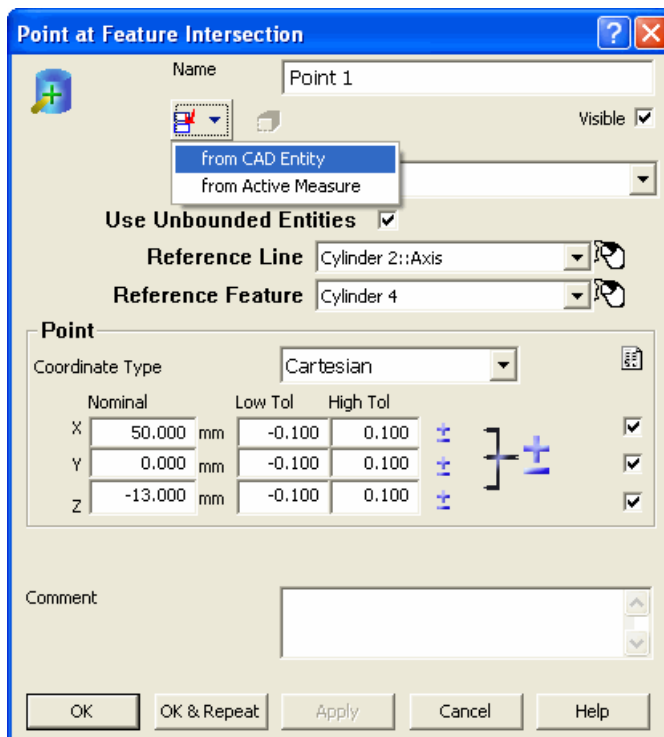 Point at Feature Intersection
Name Point 1
Visible
from CAD Entity
from Active Measure
Use Unbounded Entities
Reference Line Cylinder 2::Axis
Reference Feature Cylinder 4
Point
Coordinate Type Cartesian
Nominal Low Tol High Tol
X 50.000 mm -0.100 0.100 ±
Y 0.000 mm -0.100 0.100 ± ±
Z -13.000 mm -0.100 0.100 ±
Comment
OK OK & Repeat Apply Cancel Help